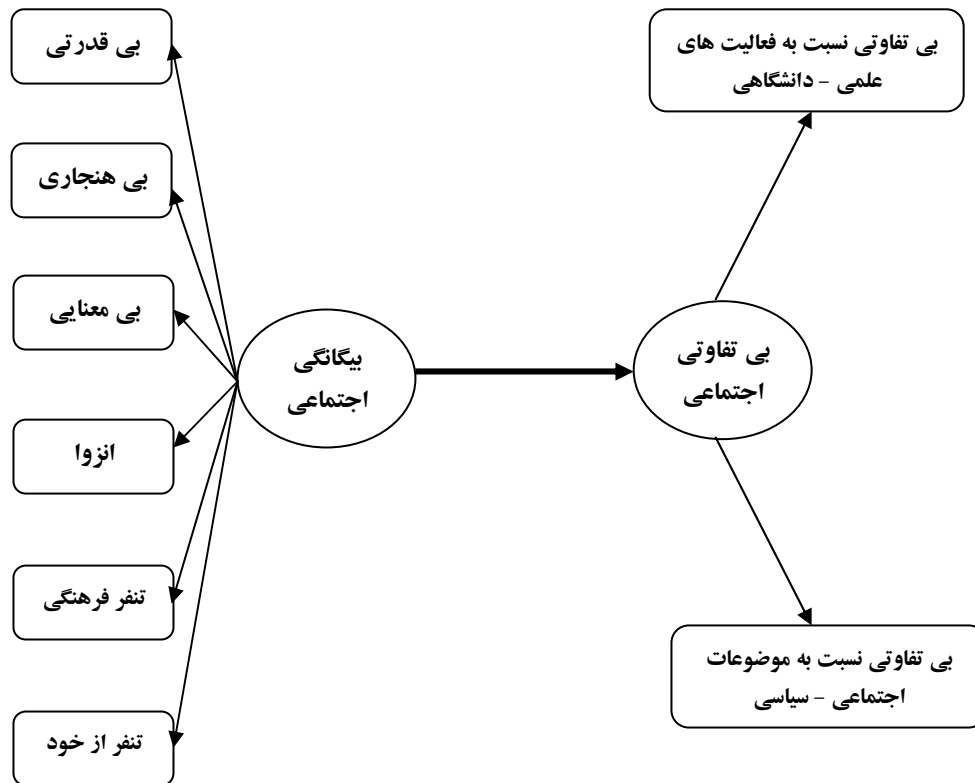 بی قدرتی
بی هنجاری
بی معنایی
انزوا
تنفر فرهنگی
تنفر از خود
بیگانگی
اجتماعی
بی تفاوتی
اجتماعی
بی تفاوتی نسبت به فعالیت های
علمی - دانشگاهی
بی تفاوتی نسبت به موضوعات
اجتماعی - سیاسی